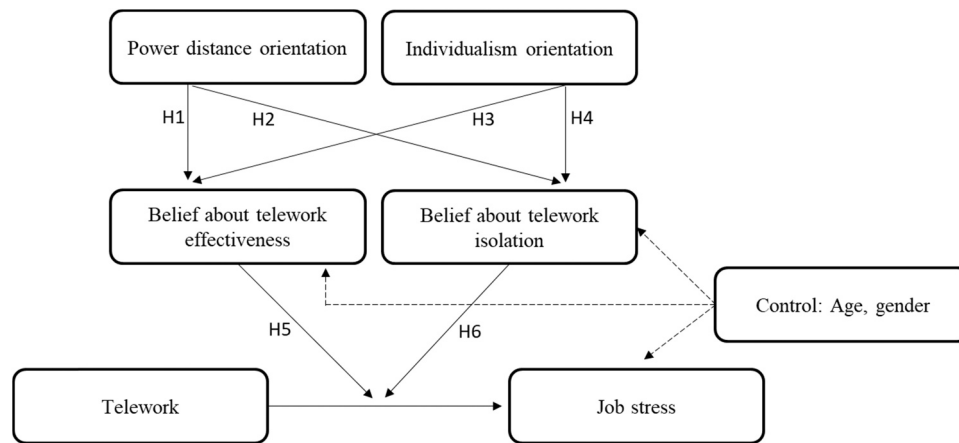 Power distance orientation
Individualism orientation
H1
H2
H3
H4
Belief about telework
effectiveness
Belief about telework
isolation
Control: Age, gender
H5
H6
Telework
Job stress